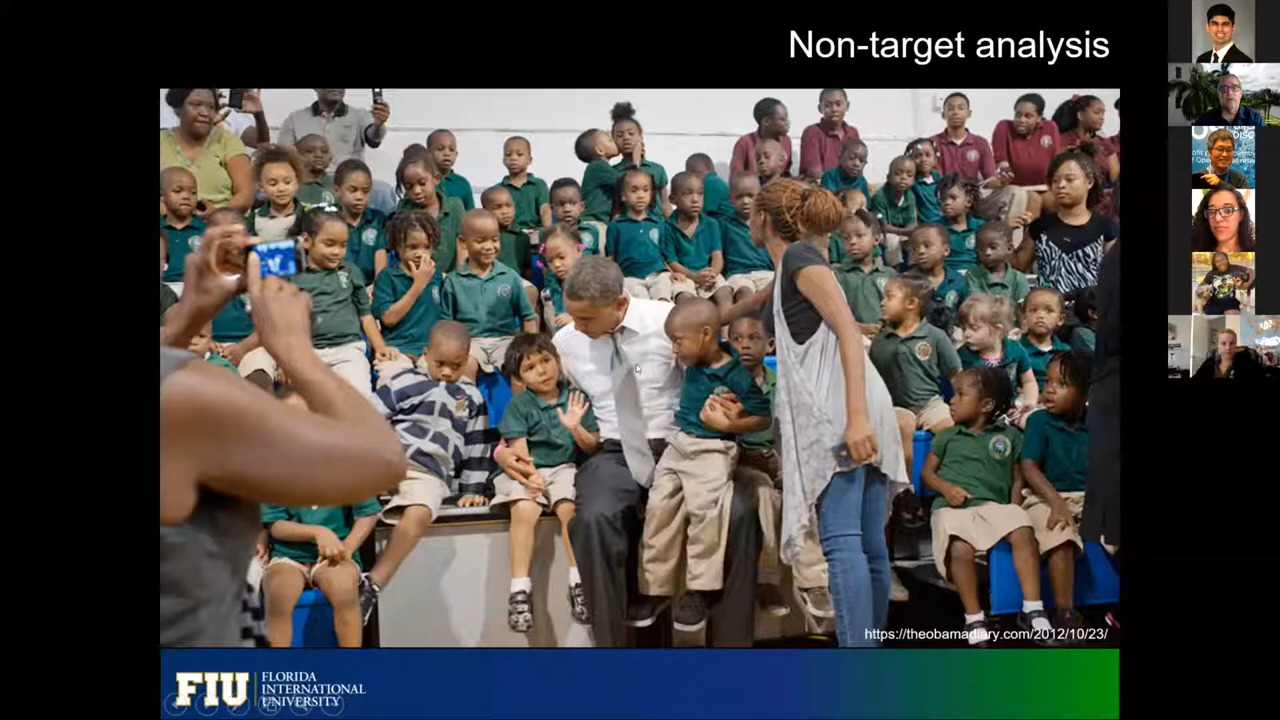 Non-target analysis
https://theobamadiary.com/2012/10/23/
FIU
FLORIDA
INTERNATIONAL
UNIVERSITY